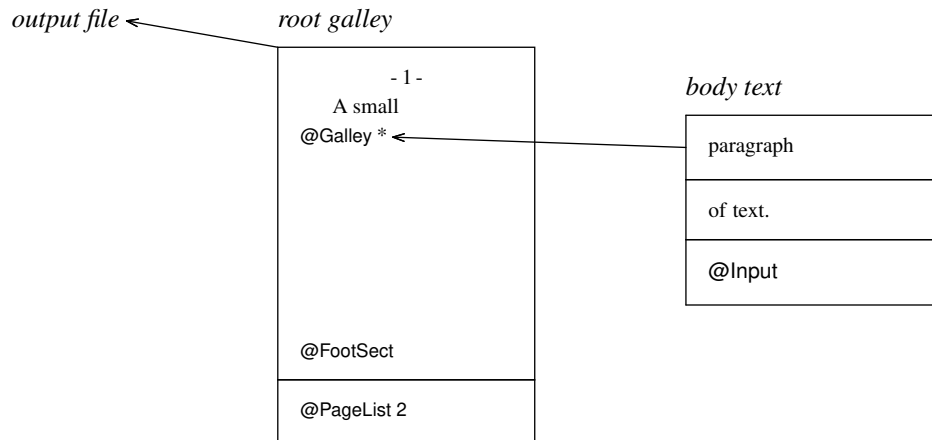 output file
root galley
- 1 -
A small
@Galley *
@FootSect
@PageList 2
body text
paragraph
of text.
@Input